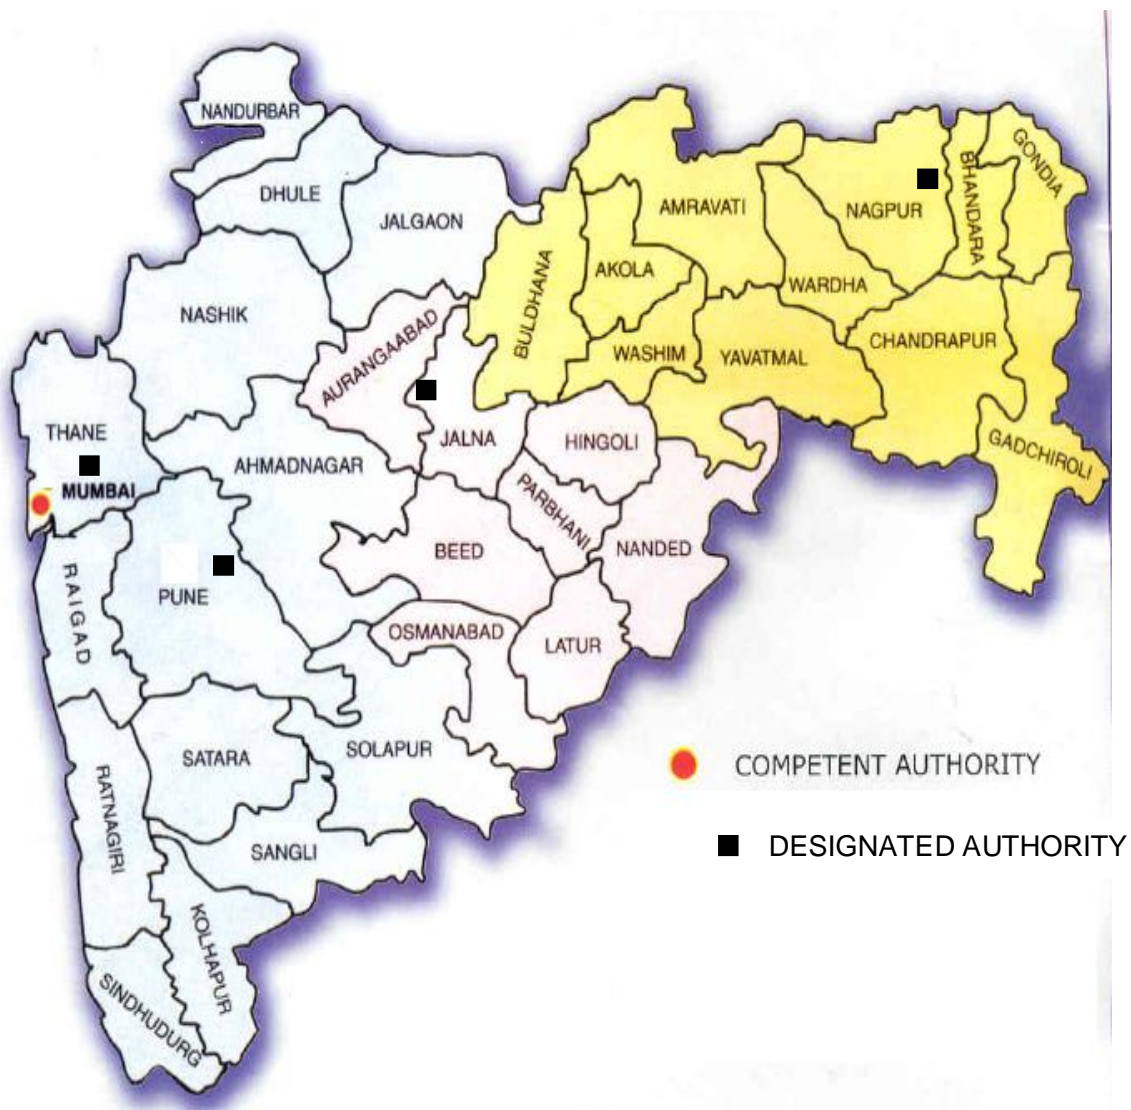 NANDURBAR
DHULE
JALGAON
NASHIK
BULDHANA
AKOLA
AMRAVATI
WARDHA
NAGPUR
BHANDARA
GONDIA
AURANGAABAD
WASHIM
YAVATMAL
CHANDRAPUR
GADCHIROLI
THANE
MUMBAI
AHMADNAGAR
JALNA
HINGOLI
PARBHANI
NANDED
BEED
RAIGAD
PUNE
OSMANABAD
LATUR
SATARA
SOLAPUR
RATNAGIRI
SANGLI
KOLHAPUR
SINDHUDURG
COMPETENT AUTHORITY
DESIGNATED AUTHORITY